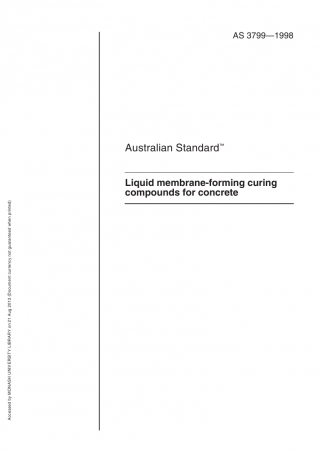 AS 3799—1998
Australian Standard™
Liquid membrane-forming curing
compounds for concrete
Accessed by MONASH UNIVERSITY LIBRARY on 21 Aug 2013 (Document currency not guaranteed when printed)